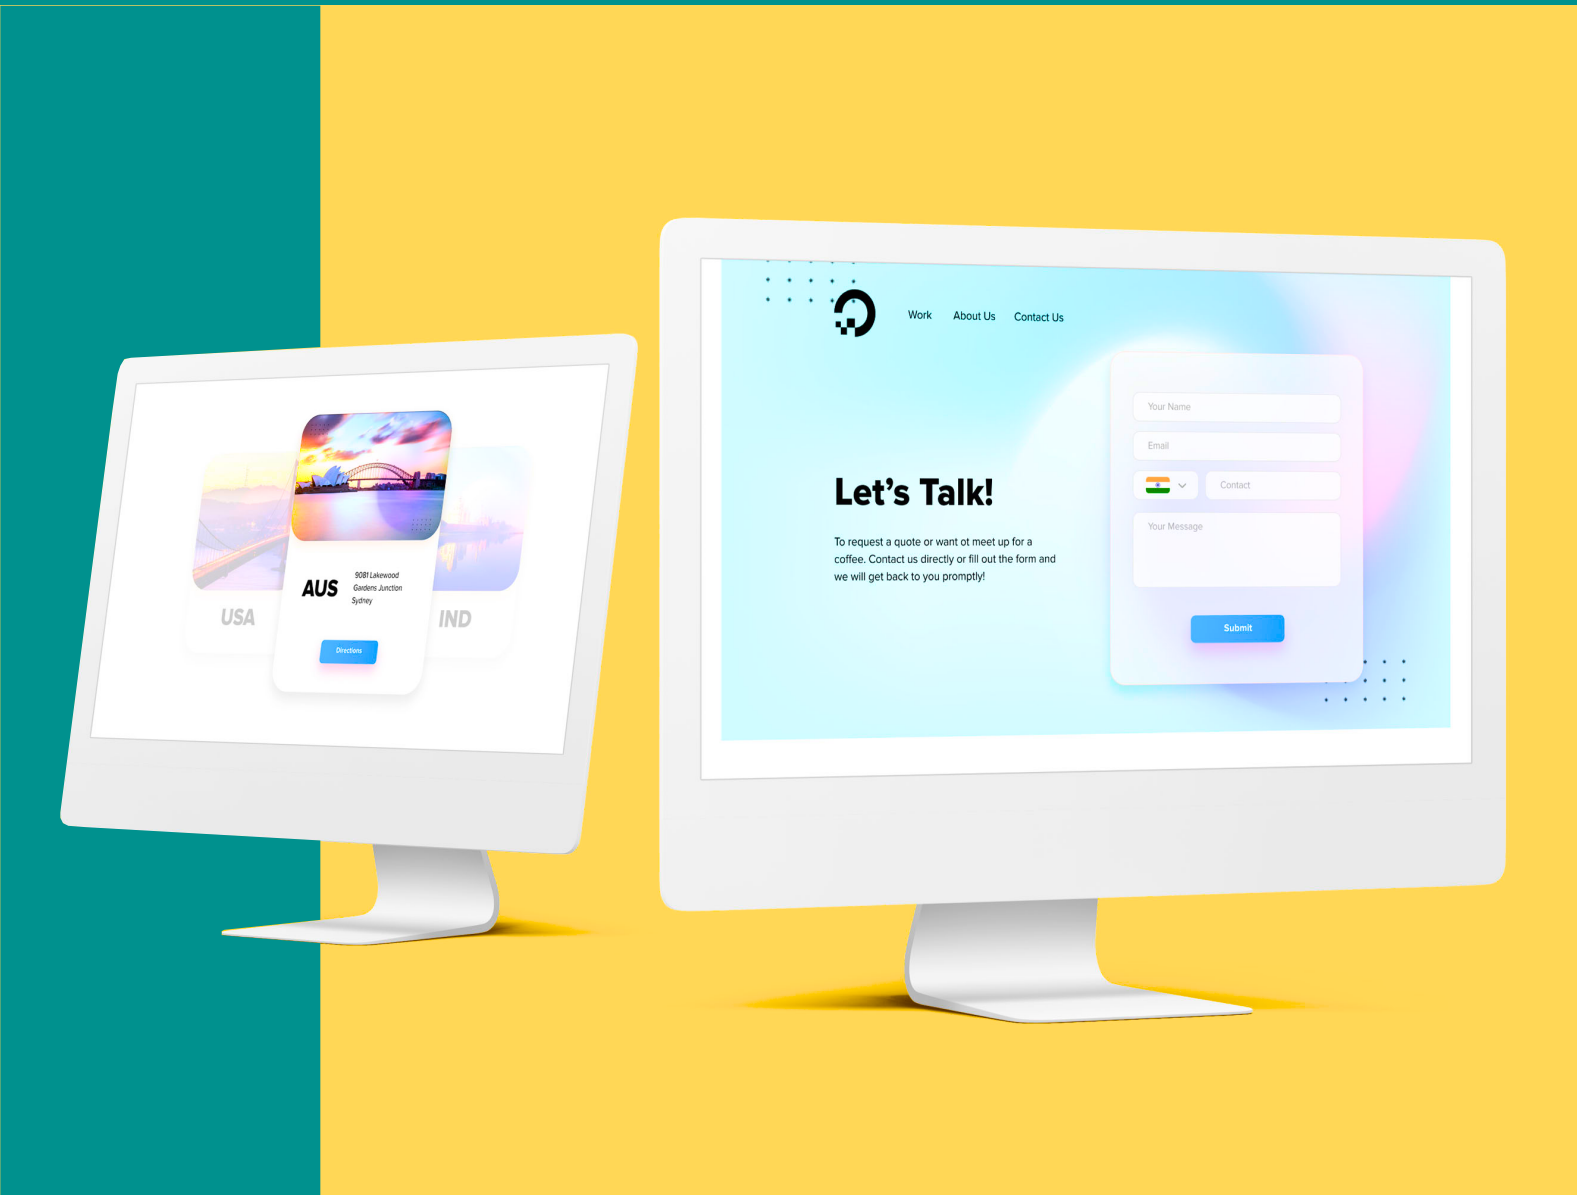 USA
AUS
9081 Lakewood
Gardens Junction
Sydney
Directions
IND
Work About Us Contact Us
Let's Talk!
To request a quote or want ot meet up for a
coffee. Contact us directly or fill out the form and
we will get back to you promptly!
Your Name
Email
Contact
Your Message
Submit